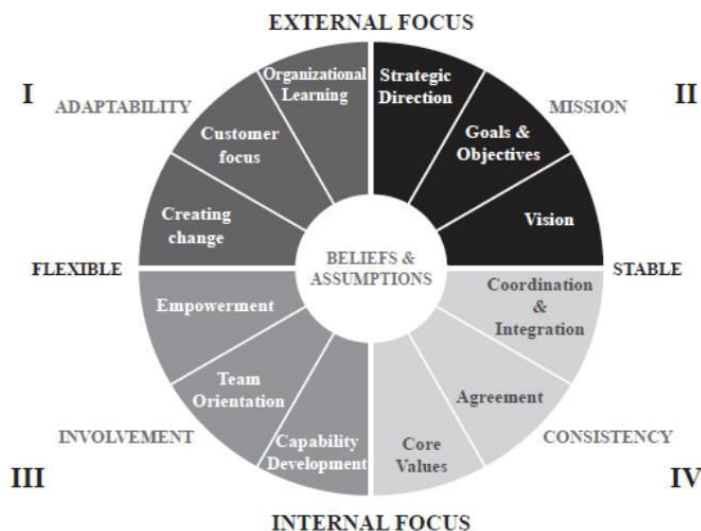 EXTERNAL FOCUS
I
ADAPTABILITY
Organizational
Learning
Customer
focus
Creating
change
Strategic
Direction
Goals &
Objectives
Vision
MISSION
II
FLEXIBLE
BELIEFS &
ASSUMPTIONS
STABLE
Empowerment
Team
Orientation
Capability
Development
INVOLVEMENT
III
Coordination
&
Integration
Agreement
Core
Values
CONSISTENCY
IV
INTERNAL FOCUS